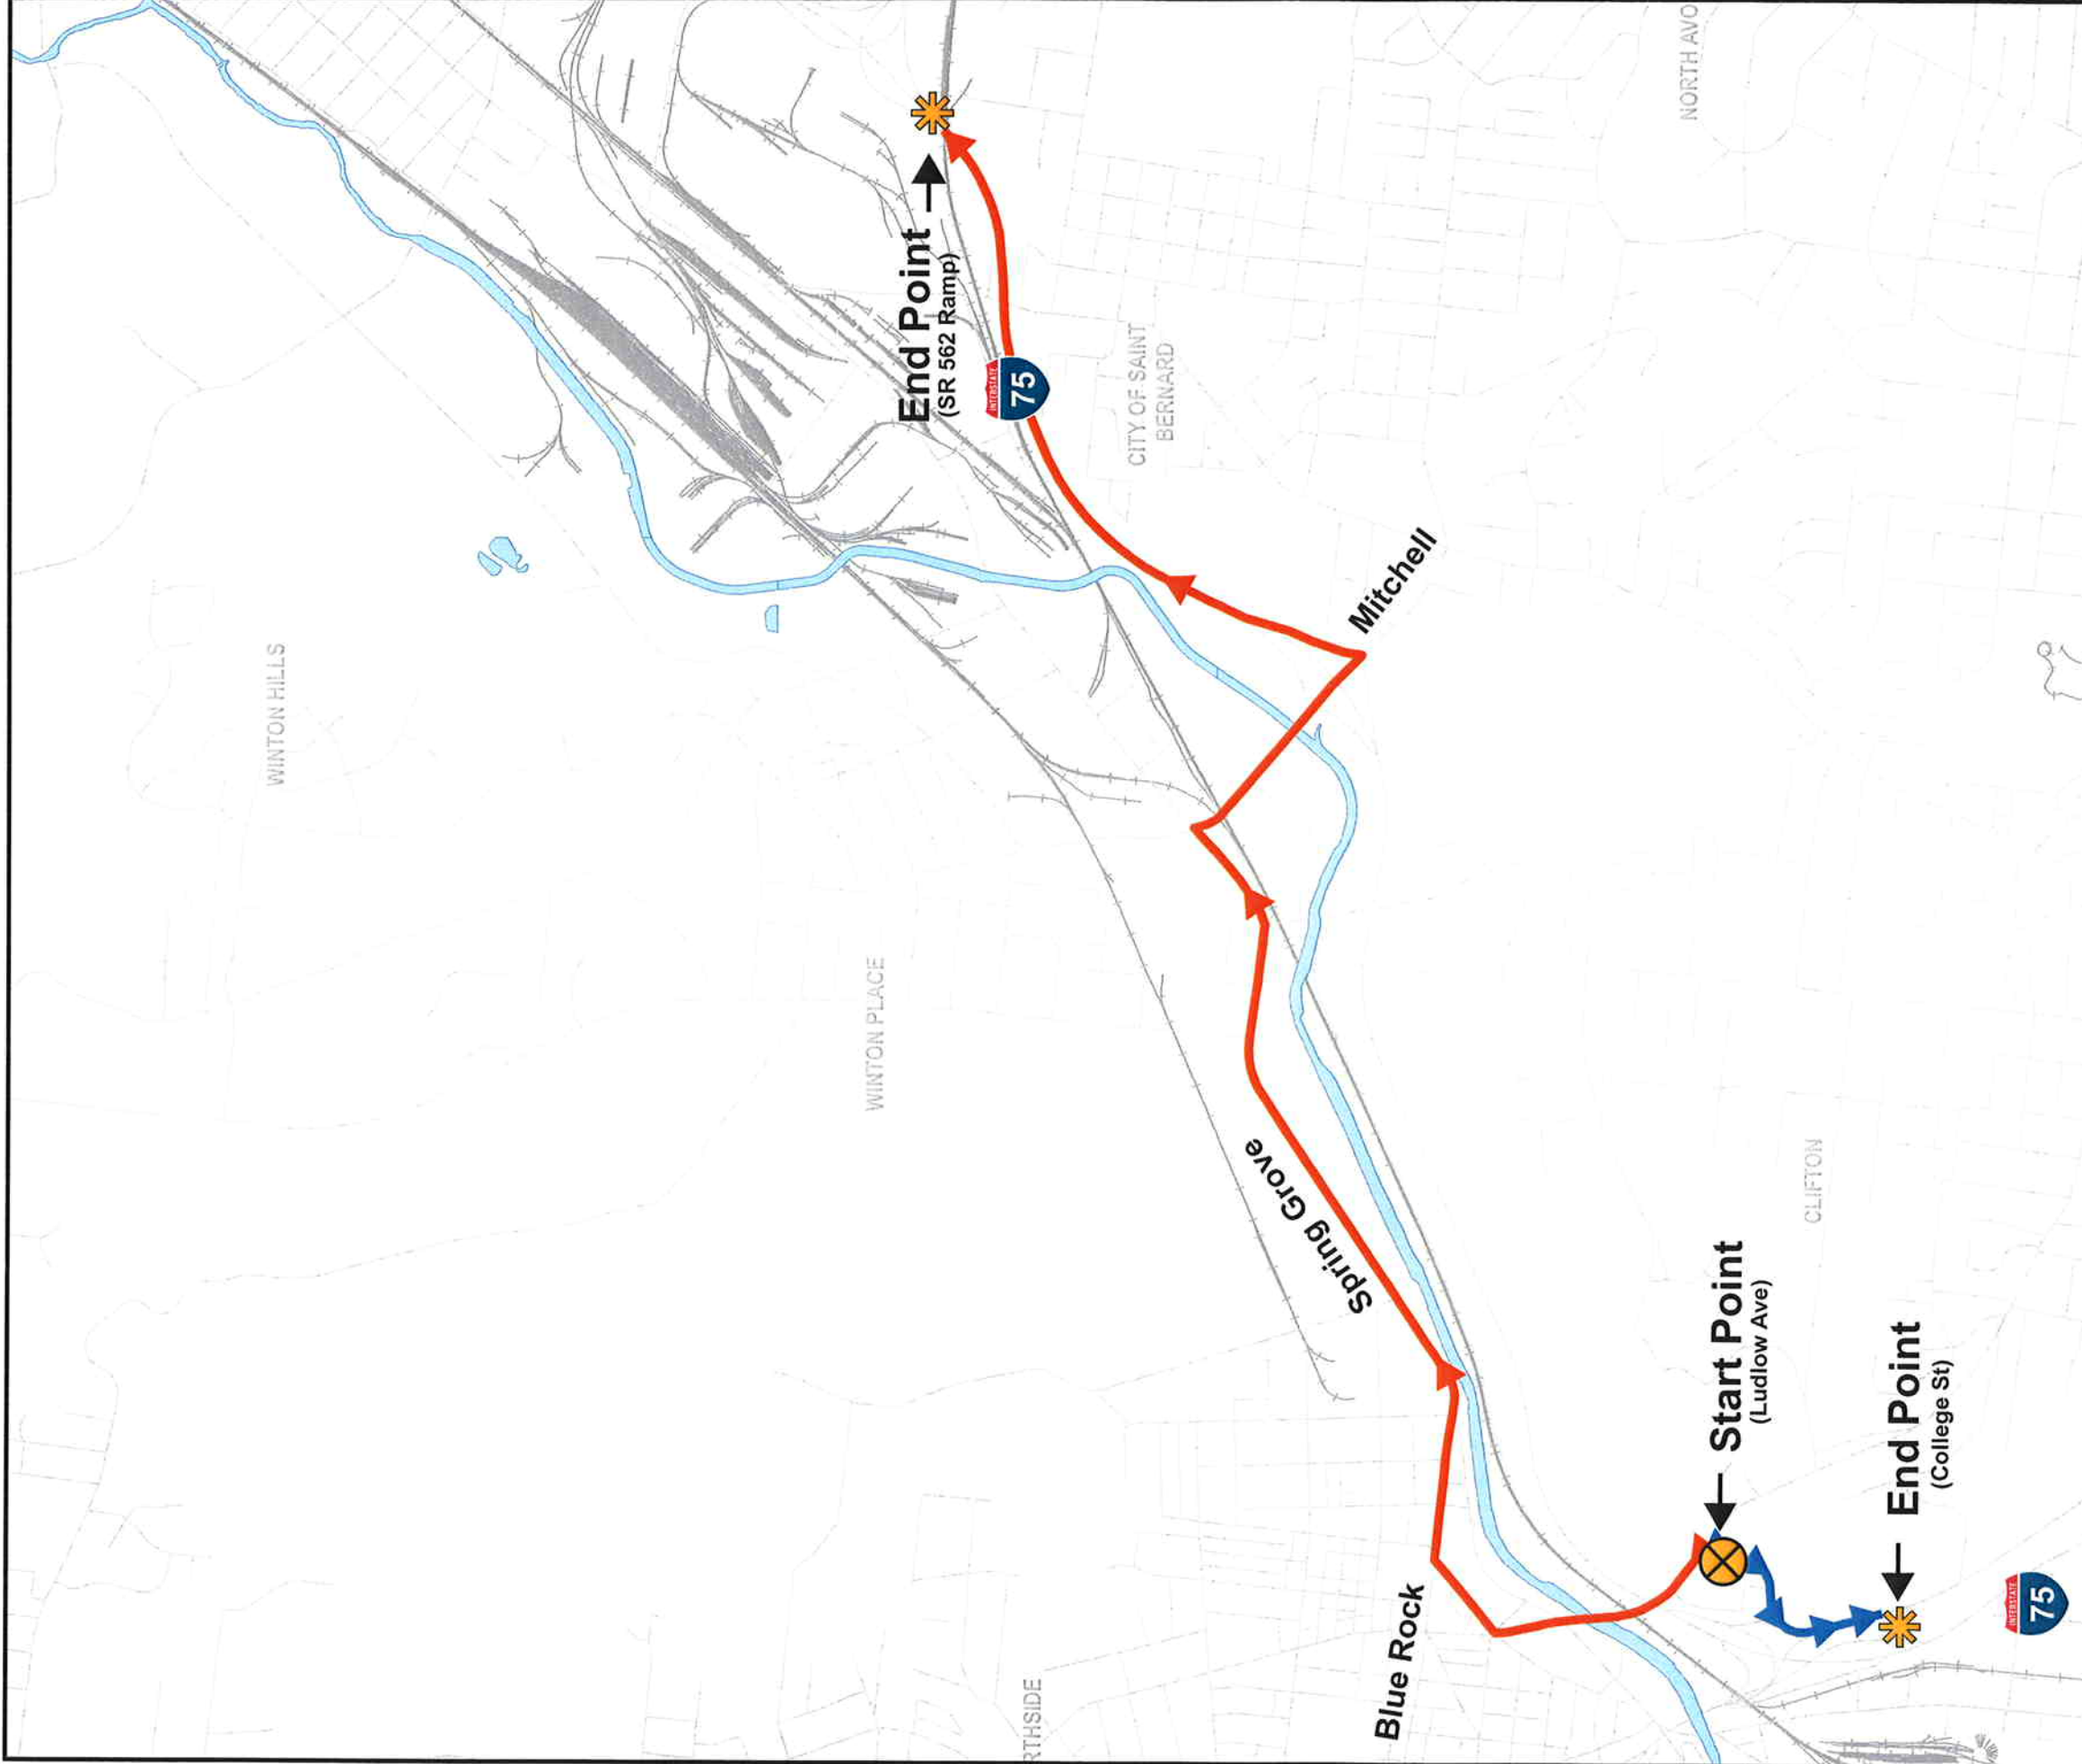 NORTH AVO
End Point
(SR 562 Ramp)
INTERSTATE
75
CITY OF SAINT
BERNARD
Mitchell
WINTON HILLS
WINTON PLACE
Spring Grove
CLIFTON
Start Point
(Ludlow Ave)
End Point
(College St)
Blue Rock
RTHSIDE
INTERSTATE
75